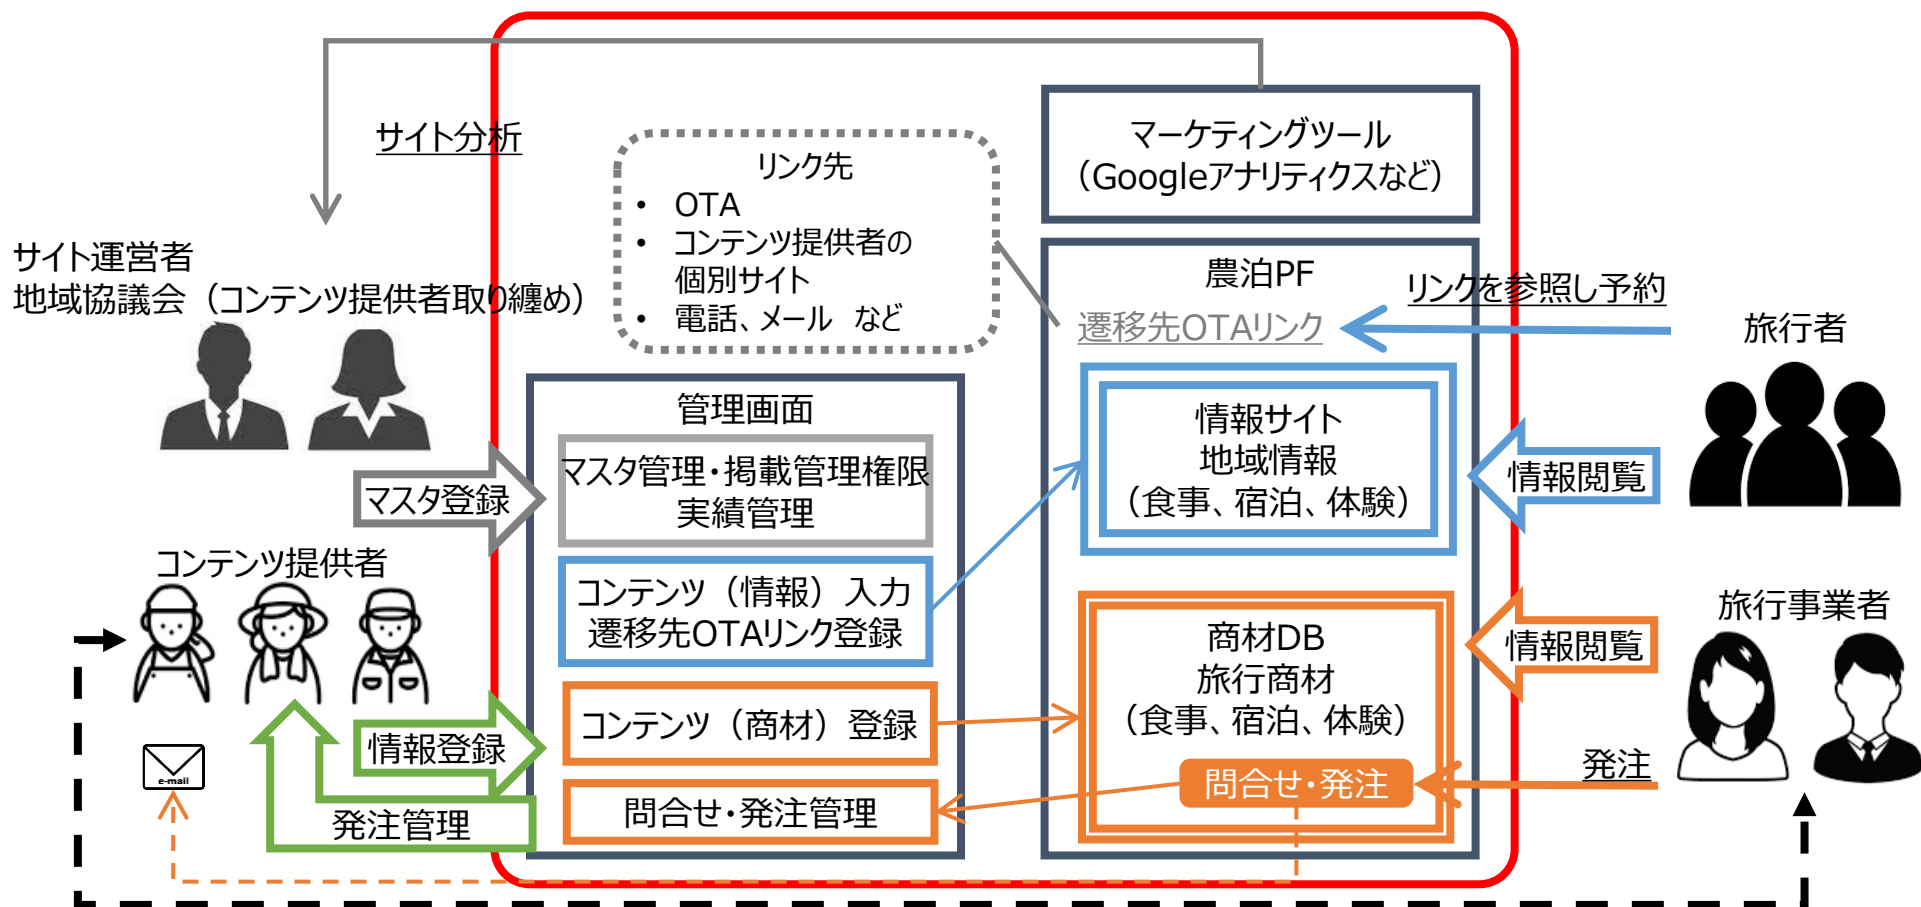 サイト分析
マーケティングツール
（Googleアナリティクスなど）
リンク先
• OTA
• コンテンツ提供者の
個別サイト
• 電話、メール など
サイト運営者
地域協議会（コンテンツ提供者取り纏め）
農泊PF
遷移先OTAリンク
リンクを参照し予約
旅行者
管理画面
マスタ管理・掲載管理権限
実績管理
マスタ登録
情報サイト
地域情報
（食事、宿泊、体験）
情報閲覧
コンテンツ提供者
コンテンツ（情報）入力
遷移先OTAリンク登録
旅行事業者
商材DB
旅行商材
（食事、宿泊、体験）
情報閲覧
コンテンツ（商材）登録
情報登録
e-mail
問合せ・発注
発注
発注管理
問合せ・発注管理